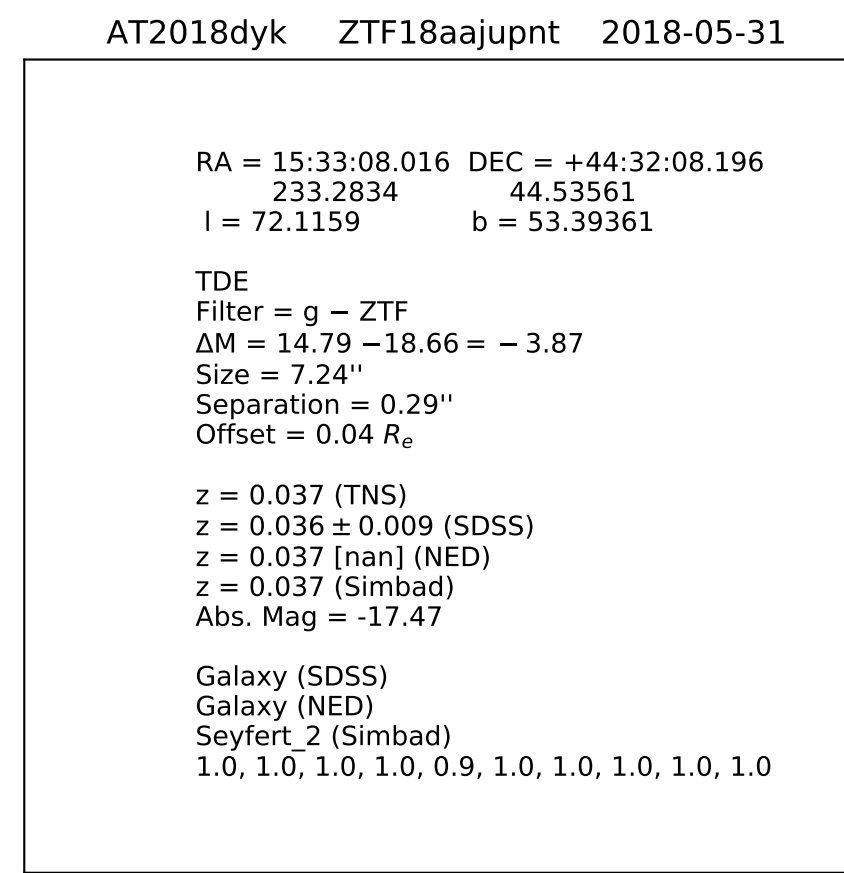 AT2018dyk ZTF18aajupnt 2018-05-31
RA = 15:33:08.016 DEC = +44:32:08.196
233.2834 44.53561
l = 72.1159 b = 53.39361
TDE
Filter = g − ZTF
ΔM = 14.79 −18.66 = − 3.87
Size = 7.24''
Separation = 0.29''
Offset = 0.04 Rₑ
z = 0.037 (TNS)
z = 0.036 ± 0.009 (SDSS)
z = 0.037 [nan] (NED)
z = 0.037 (Simbad)
Abs. Mag = -17.47
Galaxy (SDSS)
Galaxy (NED)
Seyfert_2 (Simbad)
1.0, 1.0, 1.0, 1.0, 0.9, 1.0, 1.0, 1.0, 1.0, 1.0